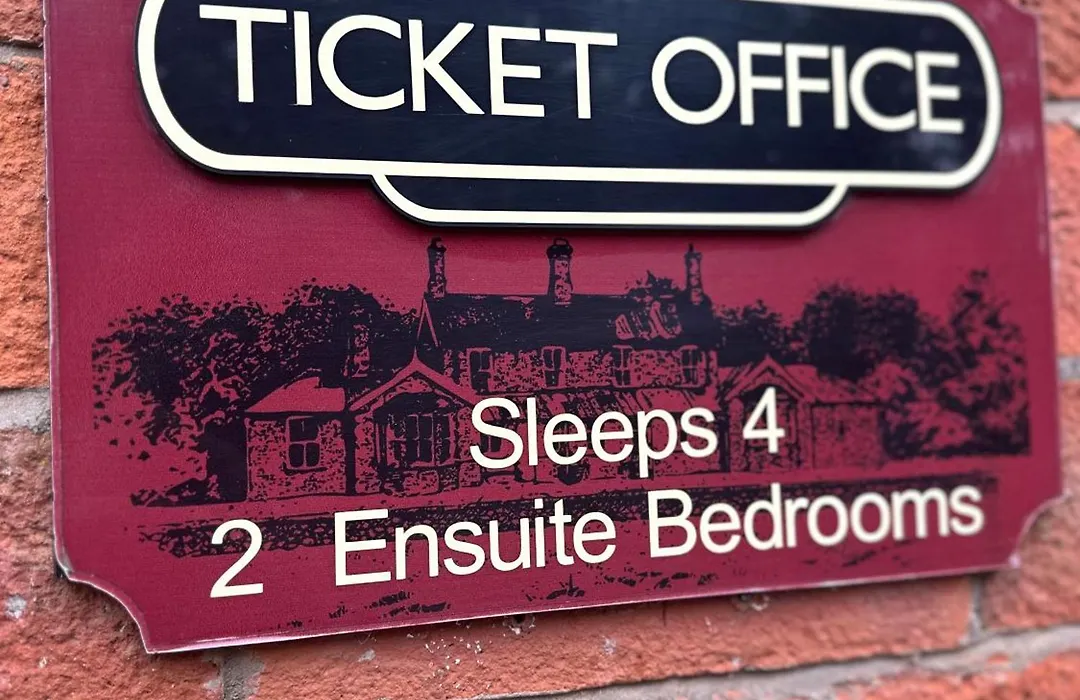 TICKET OFFICE
Sleeps 4
2 Ensuite Bedrooms